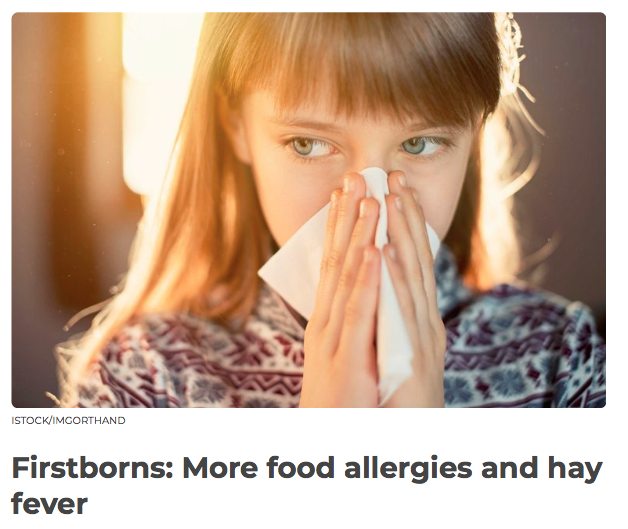 ISTOCK/IMGORTHAND
Firstborns: More food allergies and hay
fever